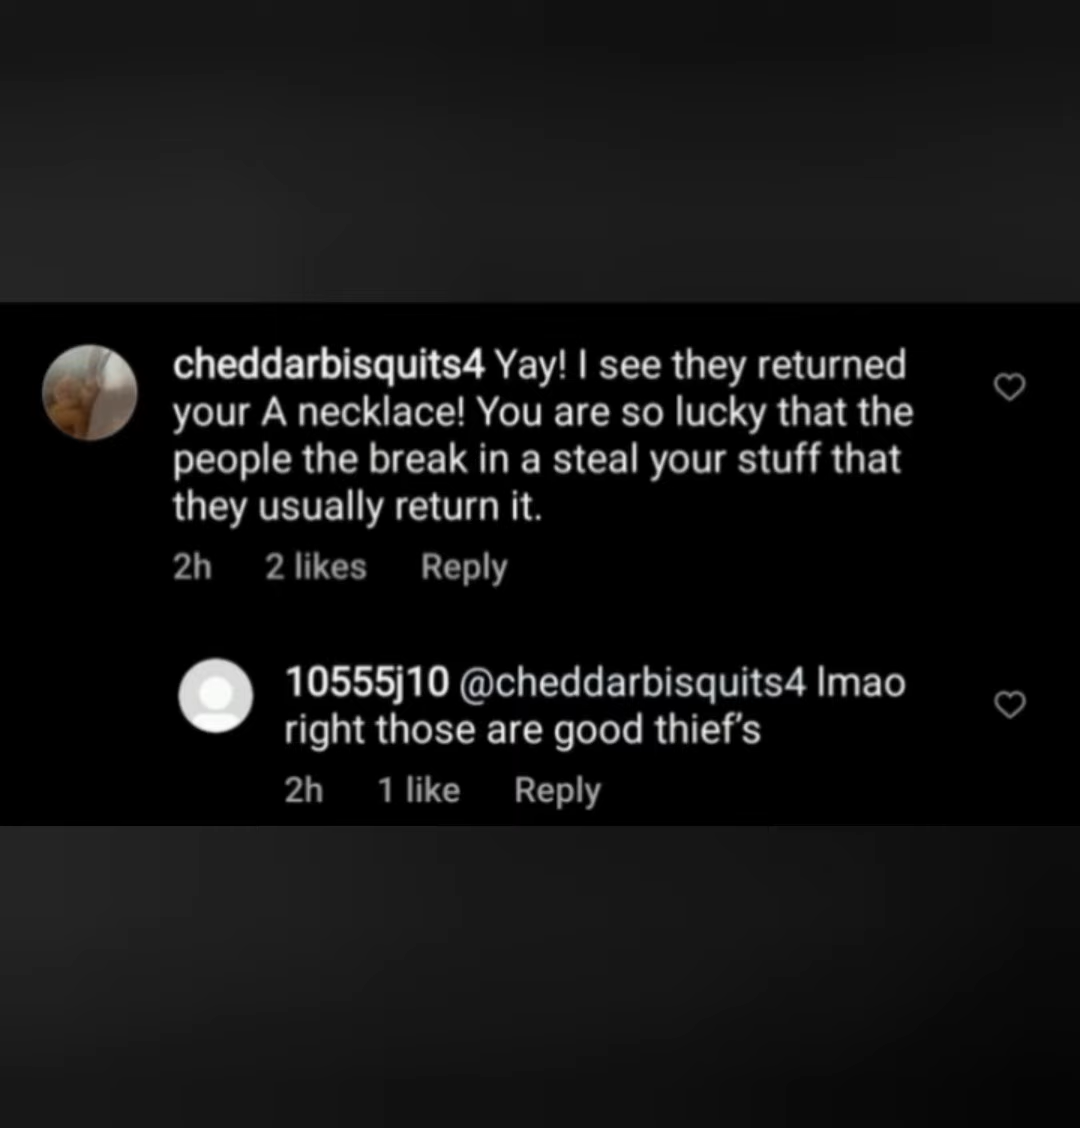 cheddarbisquits4 Yay! I see they returned
your A necklace! You are so lucky that the
people the break in a steal your stuff that
they usually return it.
2h 2 likes Reply
10555j10 @cheddarbisquits4 lmao
right those are good thief’s
2h 1 like Reply